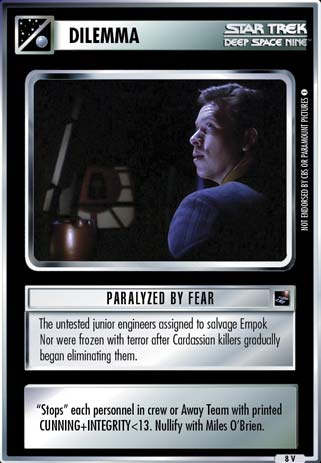 DILEMMA
STAR TREK
DEEP SPACE NINE
NOT ENDORSED BY CBS OR PARAMOUNT PICTURES
PARALYZED BY FEAR
The untested junior engineers assigned to salvage Empok
Nor were frozen with terror after Cardassian killers gradually
began eliminating them.
"Stops" each personnel in crew or Away Team with printed
CUNNING+INTEGRITY<13. Nullify with Miles O'Brien.
8 V